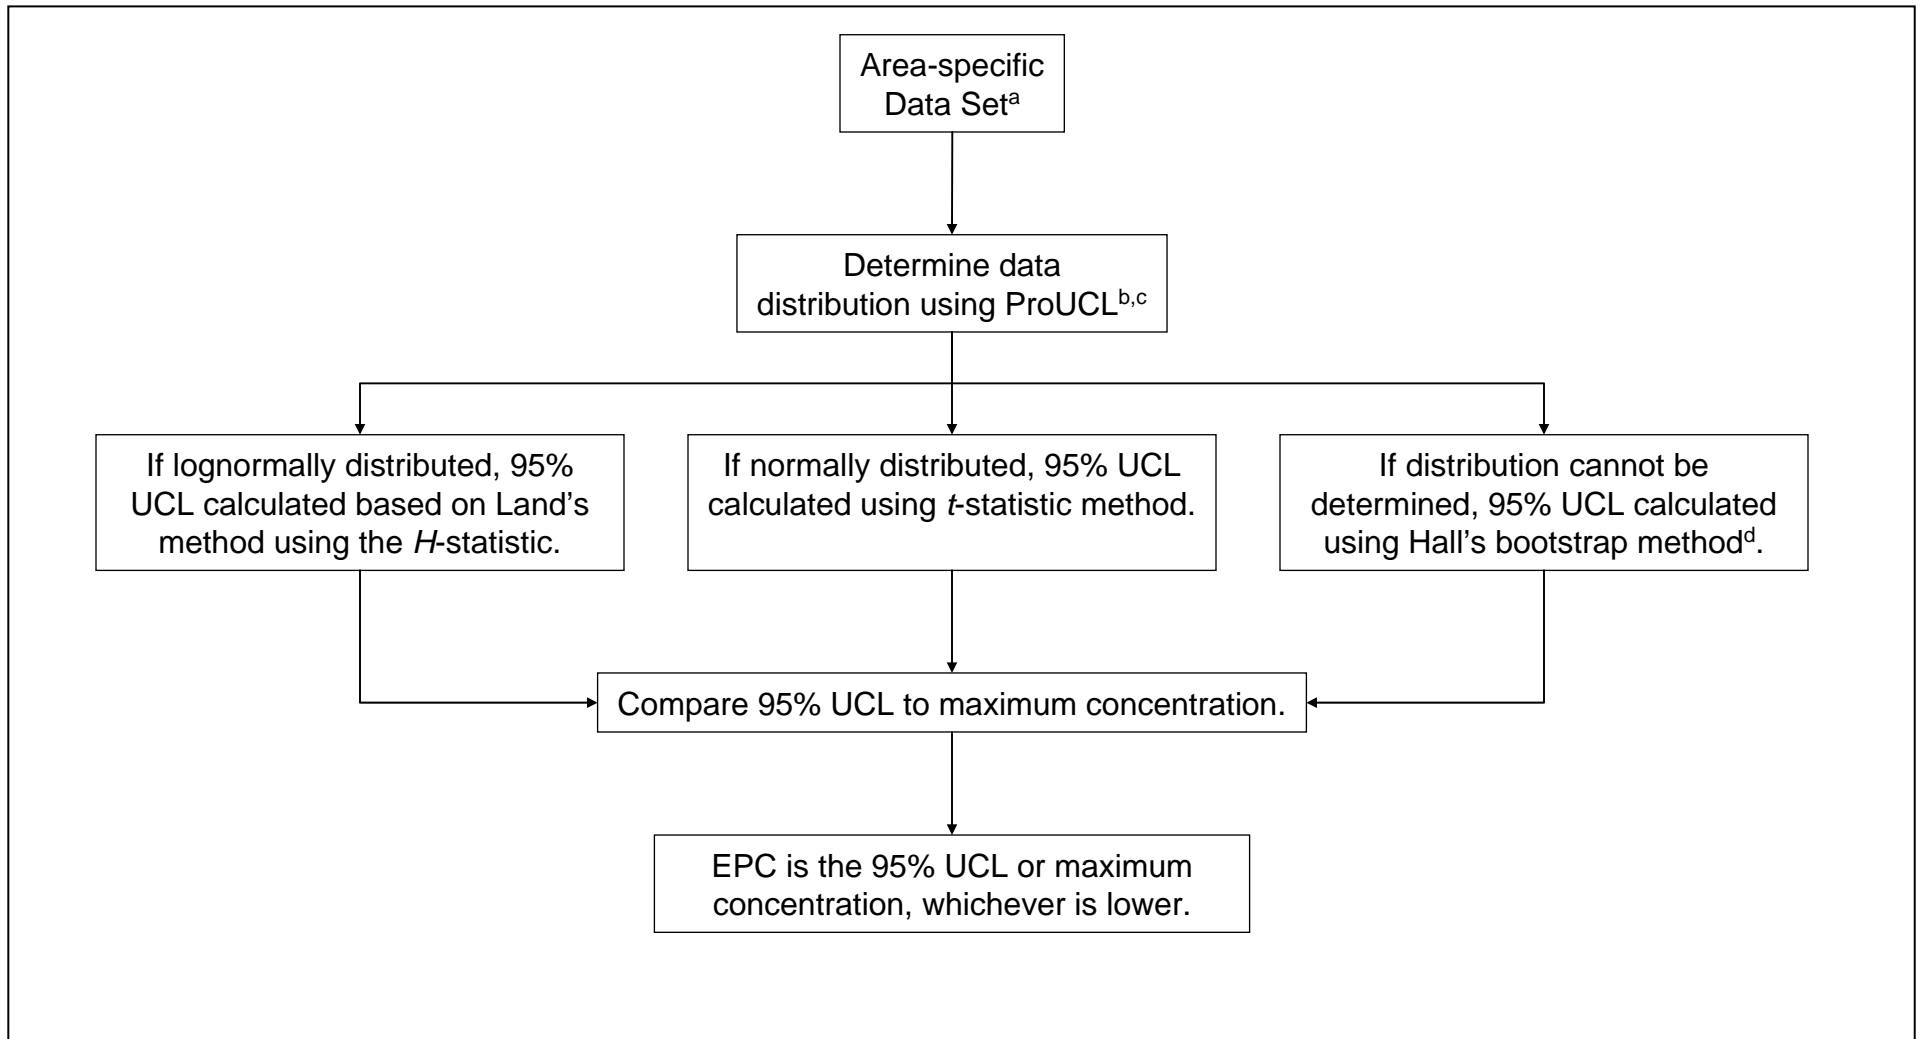 Area-specific
Data Setᵃ
Determine data
distribution using ProUCLᵇ,ᶜ
If lognormally distributed, 95%
UCL calculated based on Land's
method using the H-statistic.
If normally distributed, 95% UCL
calculated using t-statistic method.
If distribution cannot be
determined, 95% UCL calculated
using Hall's bootstrap methodᵈ.
Compare 95% UCL to maximum concentration.
EPC is the 95% UCL or maximum
concentration, whichever is lower.